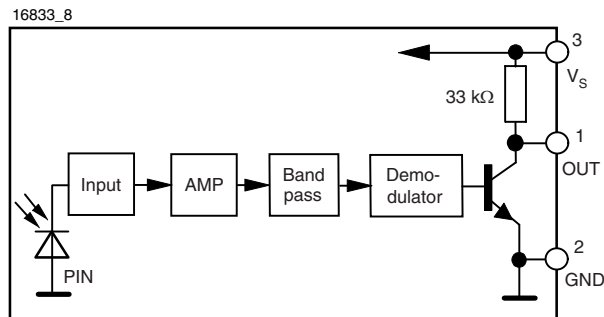 16833_8
3
V_S
33 kΩ
1
OUT
Input
AMP
Band
pass
Demo-
dulator
PIN
2
GND